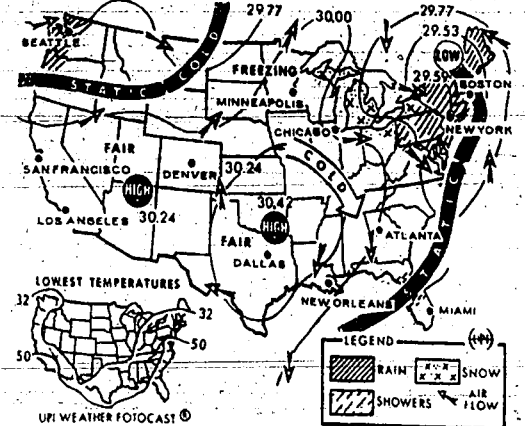 29.77
30.00
29.77
29.53
SEATTLE
LOW
FREEZING
29.59
BOSTON
STATIC COLD
MINNEAPOLIS
NEW YORK
CHICAGO
FAIR
SAN FRANCISCO
DENVER
30.24
COLD
HIGH
30.42
LOS ANGELES
30.24
HIGH
FAIR
ATLANTA
STATIC
DALLAS
LOWEST TEMPERATURES
NEW ORLEANS
32
32
MIAMI
50
50
LEGEND
UPI
RAIN
SNOW
SHOWERS
AIR FLOW
UPI WEATHER FOTOCAST ®